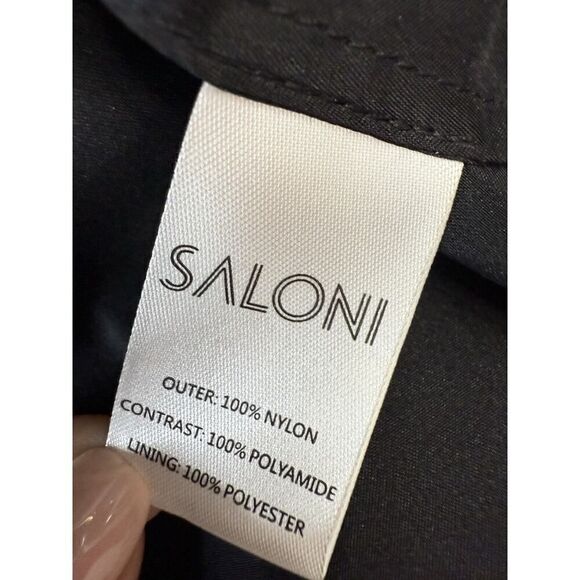 SALONI
OUTER: 100% NYLON
CONTRAST: 100% POLYAMIDE
LINING: 100% POLYESTER